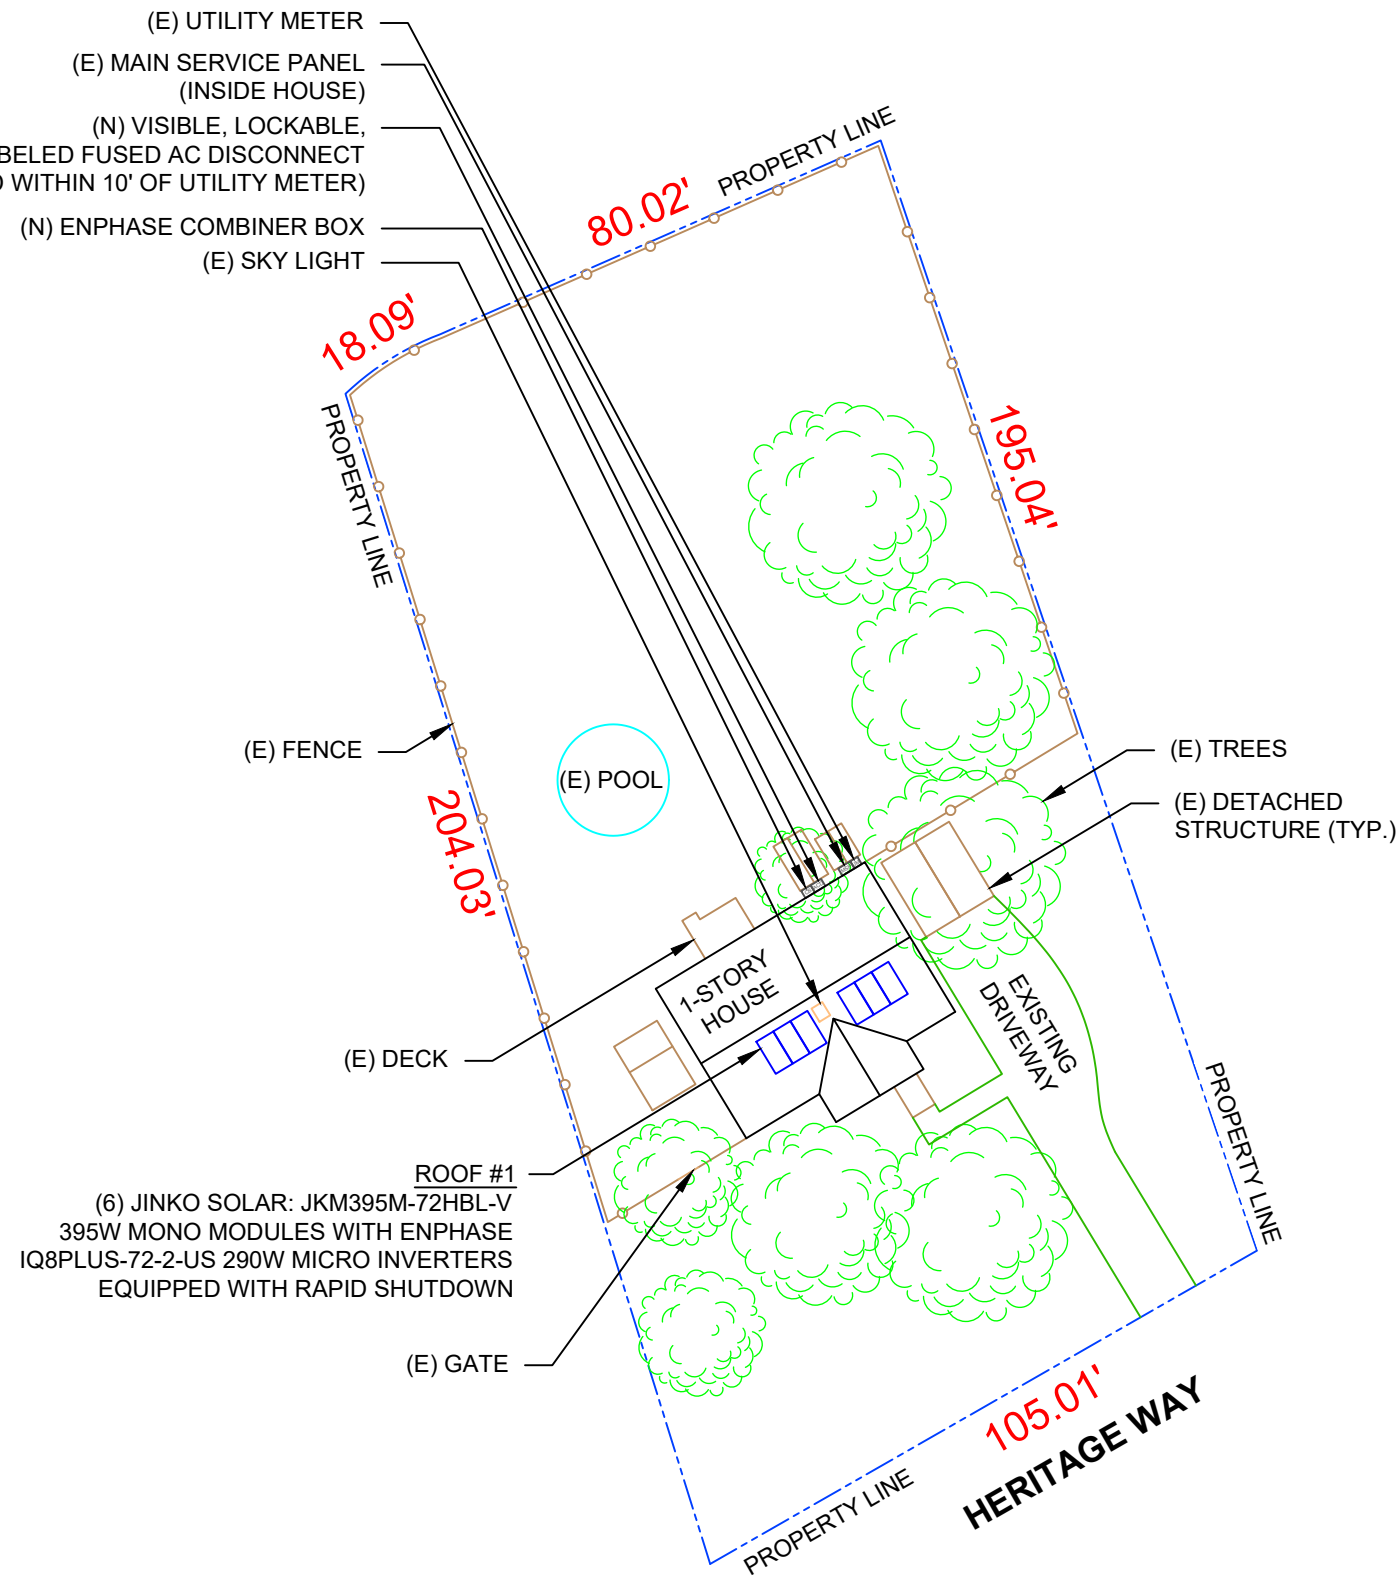 (E) UTILITY METER
(E) MAIN SERVICE PANEL
(INSIDE HOUSE)
(N) VISIBLE, LOCKABLE,
BELED FUSED AC DISCONNECT
WITHIN 10' OF UTILITY METER)
(N) ENPHASE COMBINER BOX
(E) SKY LIGHT
PROPERTY LINE
80.02'
18.09'
PROPERTY LINE
195.04'
(E) FENCE
(E) POOL
(E) TREES
(E) DETACHED
STRUCTURE (TYP.)
204.03'
1-STORY
HOUSE
EXISTING
DRIVEWAY
(E) DECK
PROPERTY LINE
ROOF #1
(6) JINKO SOLAR: JKM395M-72HBL-V
395W MONO MODULES WITH ENPHASE
IQ8PLUS-72-2-US 290W MICRO INVERTERS
EQUIPPED WITH RAPID SHUTDOWN
(E) GATE
105.01'
HERITAGE WAY
PROPERTY LINE